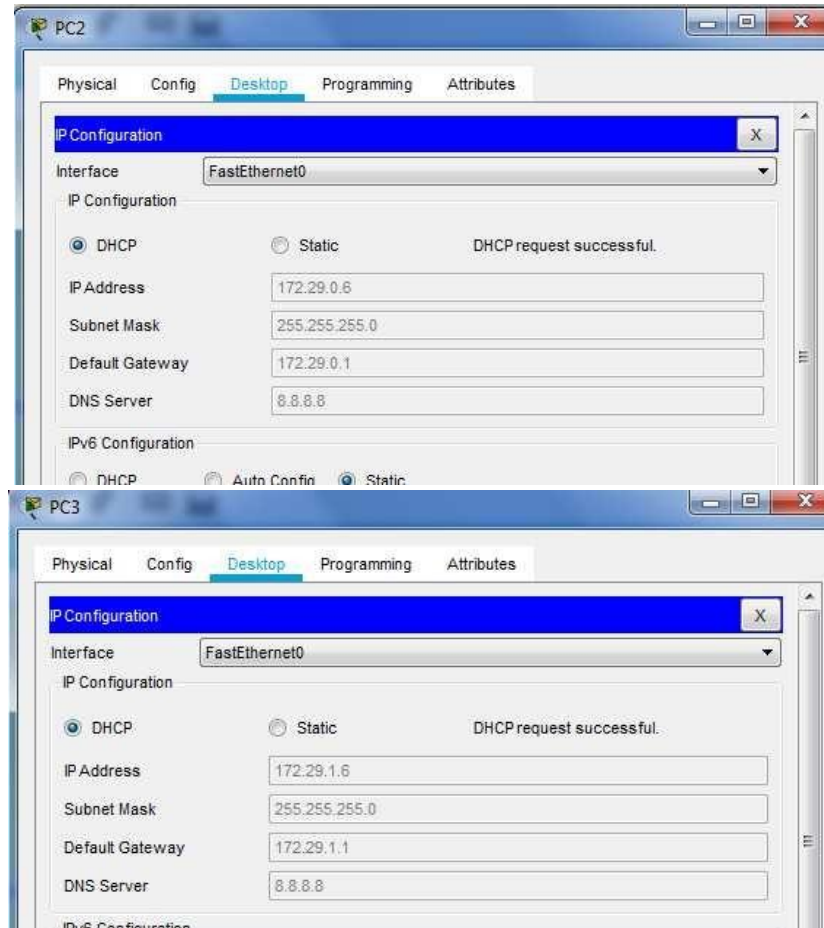 PC2
X
Physical Config Desktop Programming Attributes
IP Configuration X
Interface FastEthernet0
IP Configuration
DHCP Static DHCP request successful.
IP Address 172.29.0.6
Subnet Mask 255.255.255.0
Default Gateway 172.29.0.1
DNS Server 8.8.8.8
IPv6 Configuration
DHCP Auto Config Static
PC3
X
Physical Config Desktop Programming Attributes
IP Configuration X
Interface FastEthernet0
IP Configuration
DHCP Static DHCP request successful.
IP Address 172.29.1.6
Subnet Mask 255.255.255.0
Default Gateway 172.29.1.1
DNS Server 8.8.8.8
IPv6 Configuration